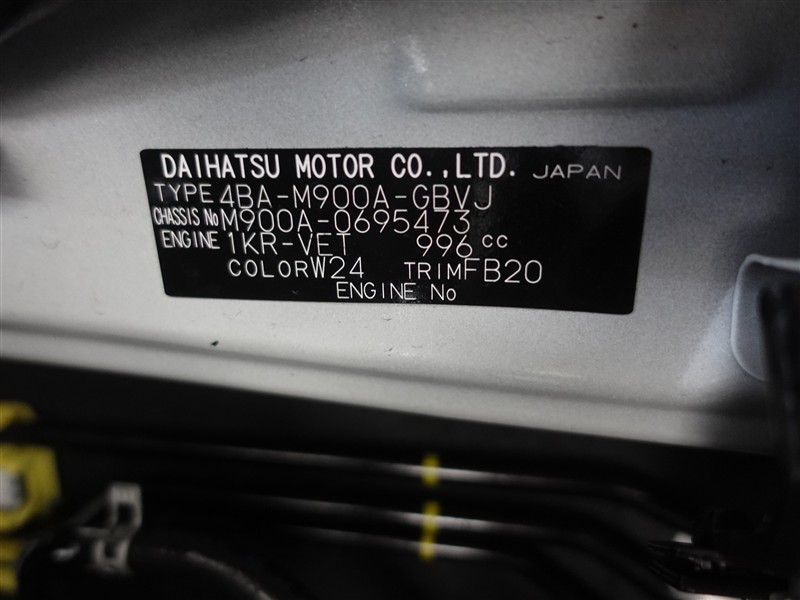 DAIHATSU MOTOR CO.,LTD. JAPAN
TYPE 4BA-M900A-GBVJ
CHASSIS No M900A-0695473
ENGINE 1KR-VET 996 cc
COLOR W24 TRIM FB20
ENGINE No